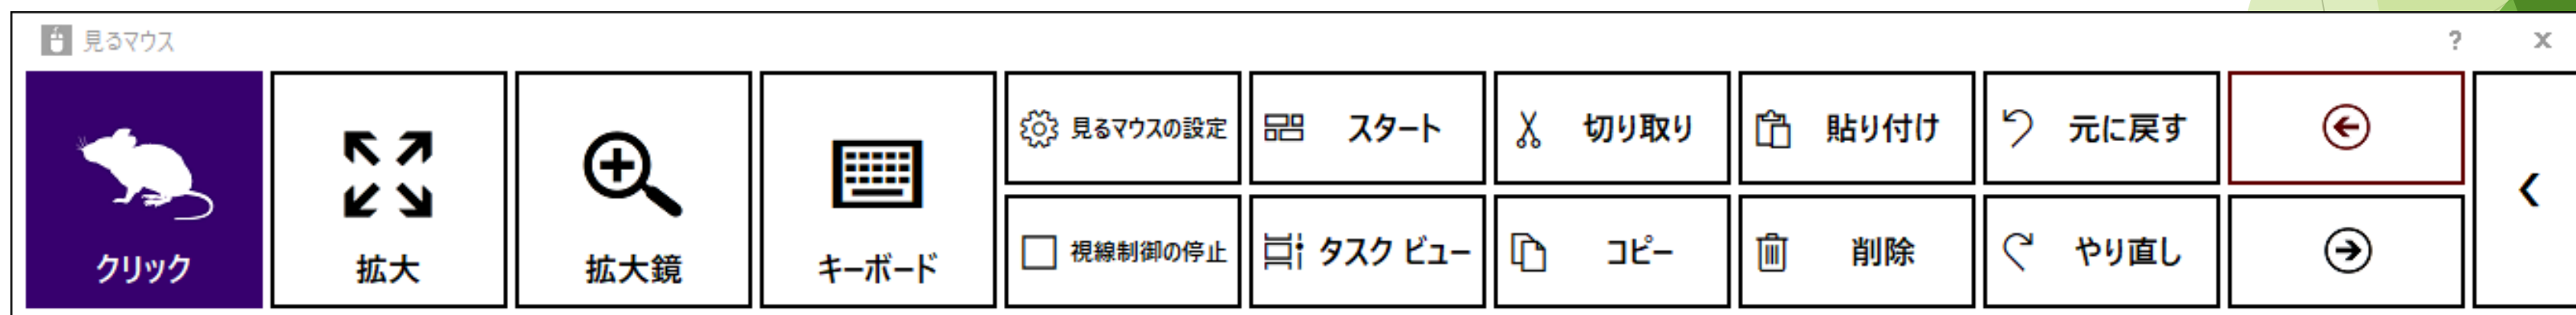 見るマウス
?
x
クリック
拡大
拡大鏡
キーボード
見るマウスの設定
視線制御の停止
スタート
タスク ビュー
切り取り
コピー
貼り付け
削除
元に戻す
やり直し